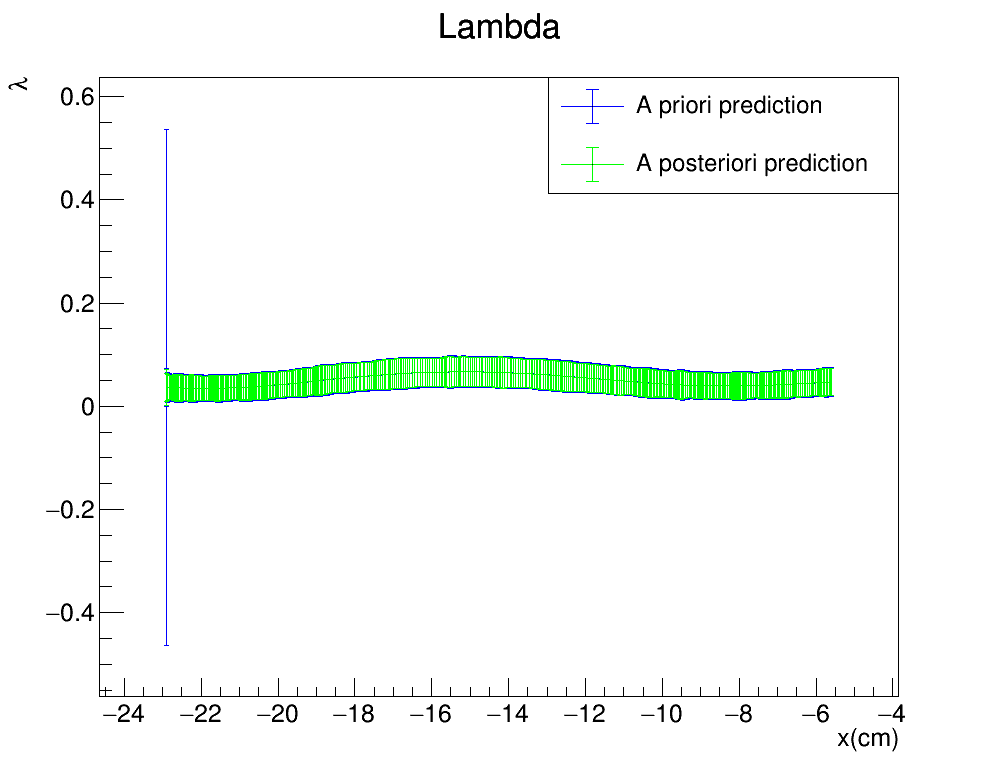 Lambda
λ
A priori prediction
A posteriori prediction
0.6
0.4
0.2
0
−0.2
−0.4
−24 −22 −20 −18 −16 −14 −12 −10 −8 −6 −4
x(cm)